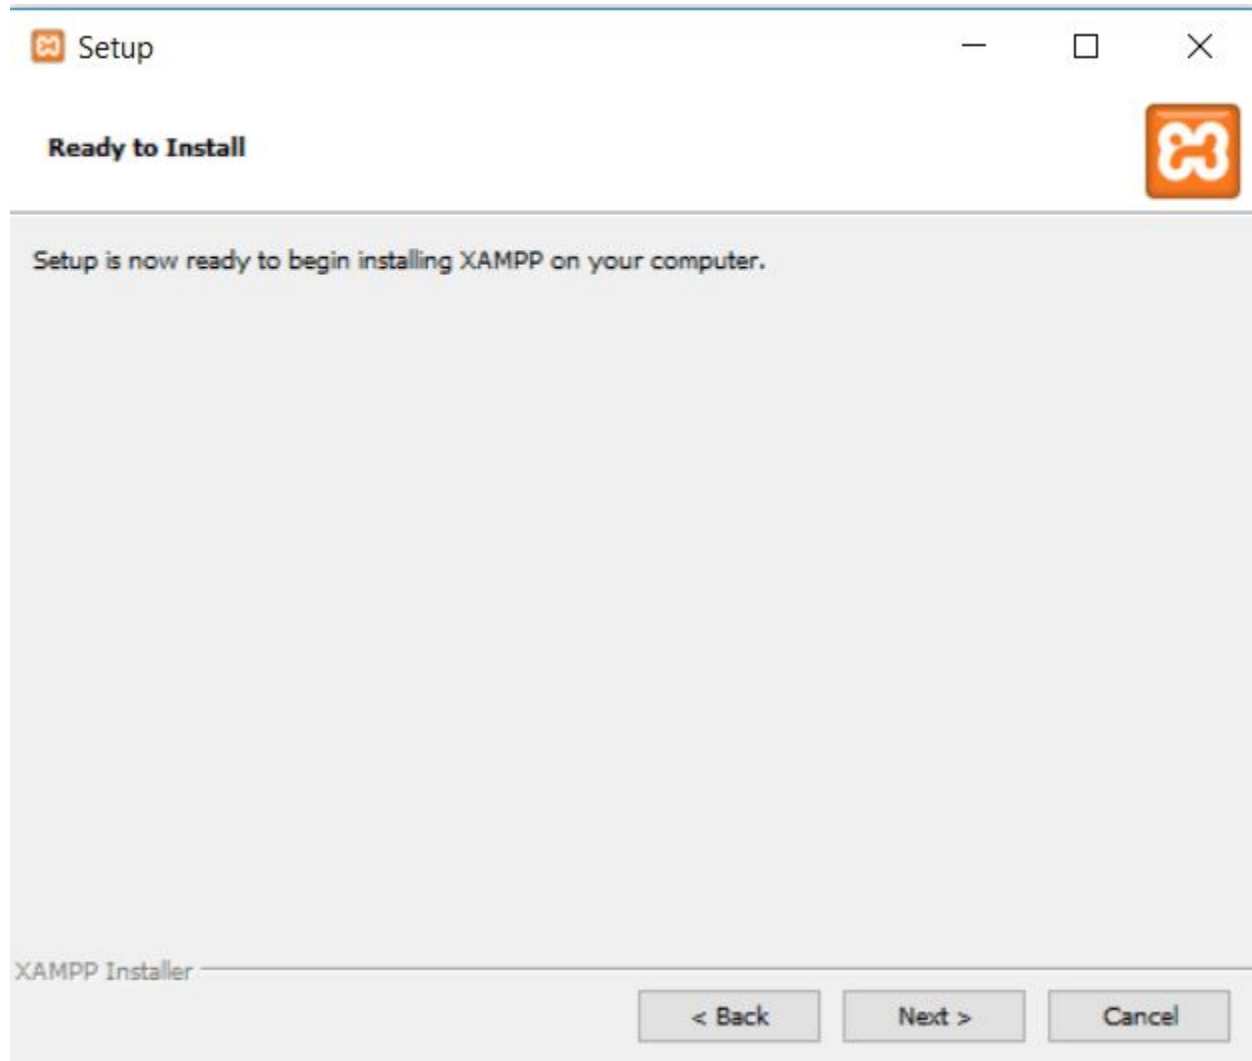 Setup
Ready to Install
Setup is now ready to begin installing XAMPP on your computer.
XAMPP Installer
< Back Next > Cancel